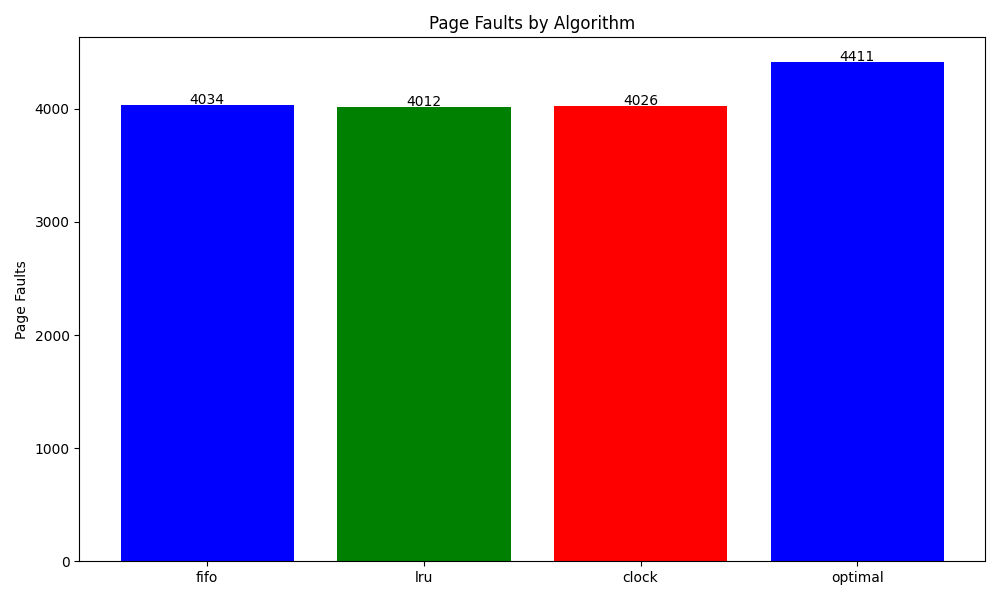 Page Faults by Algorithm
Page Faults
4000
3000
2000
1000
0
4034
4012
4026
4411
fifo
lru
clock
optimal